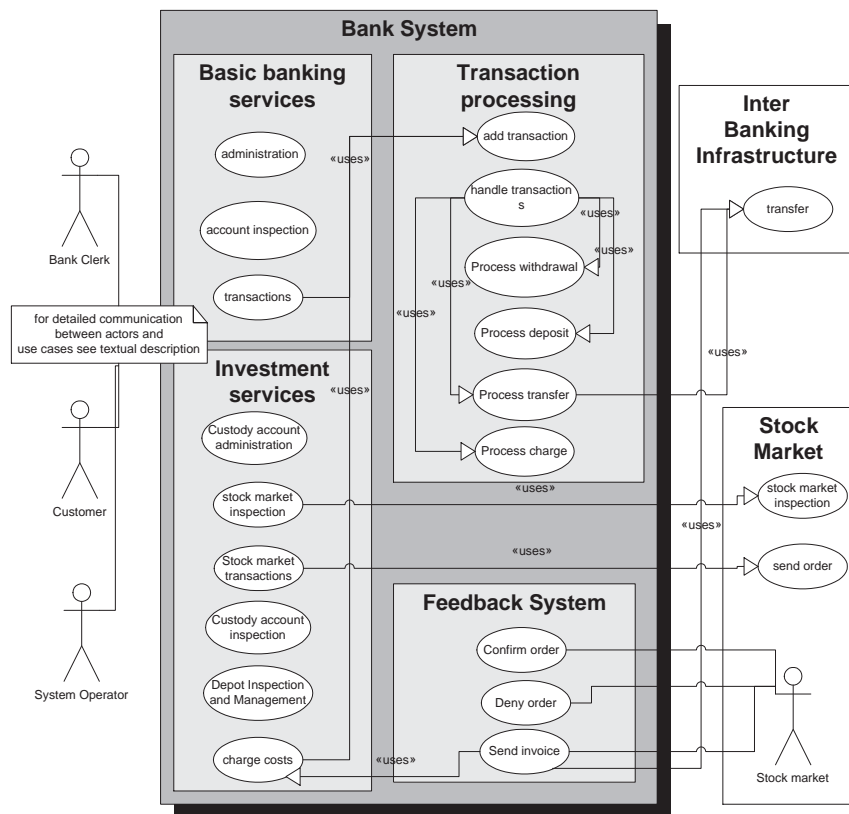 Bank System
Basic banking
services
administration
account inspection
transactions
Transaction
processing
add transaction
«uses»
handle transaction
s
«uses»
«uses»
Process withdrawal
«uses»
«uses»
Process deposit
Process transfer
Process charge
Inter
Banking
Infrastructure
transfer
«uses»
Bank Clerk
for detailed communication
between actors and
use cases see textual description
Customer
System Operator
Investment
services
«uses»
Custody account
administration
stock market
inspection
«uses»
Stock market
transactions
«uses»
Custody account
inspection
Depot Inspection
and Management
charge costs
«uses»
Feedback System
Confirm order
Deny order
Send invoice
Stock
Market
stock market
inspection
«uses»
send order
Stock market